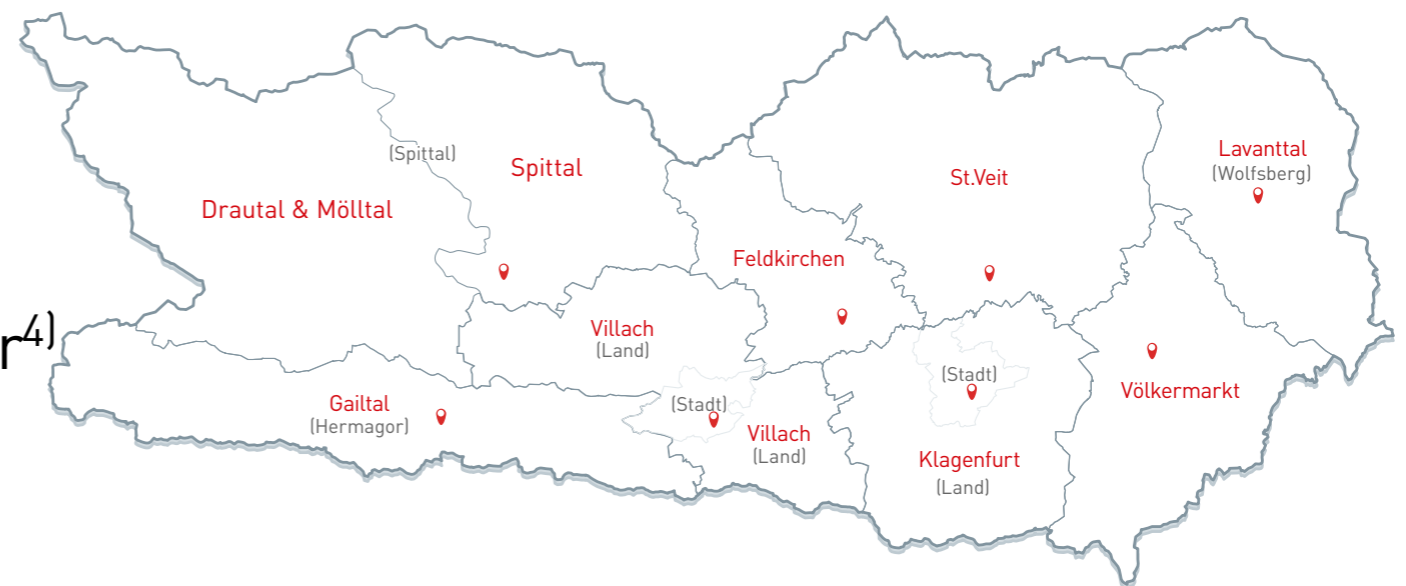 (Spittal)
Spittal
Drautal & Mölltal
St.Veit
Lavanttal
(Wolfsberg)
Feldkirchen
Villach
(Land)
r4)
Gailtal
(Hermagor)
(Stadt)
Villach
(Land)
(Stadt)
Klagenfurt
(Land)
Völkermarkt